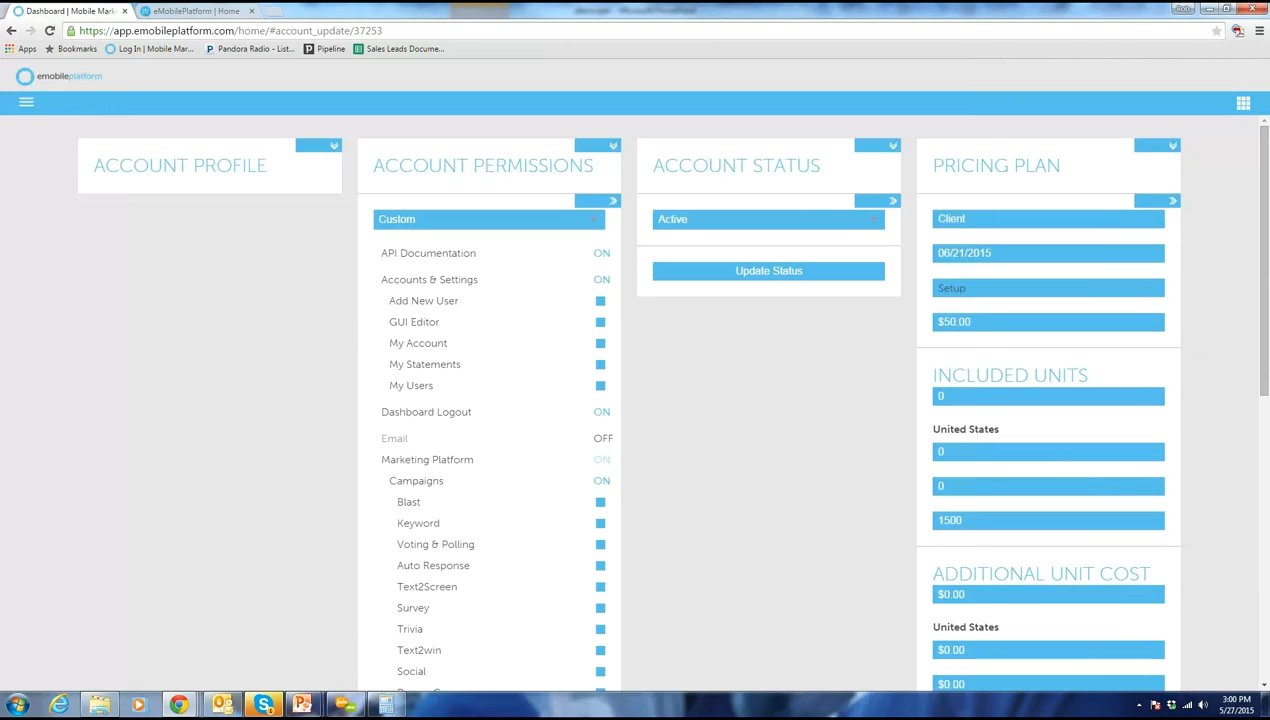 Dashboard | Mobile Mark
eMobilePlatform | Home
Rob
https://app.emobileplatform.com/home/#account_update/37253
Apps
Bookmarks
Log In | Mobile Mar...
Pandora Radio - List...
Pipeline
Sales Leads Docume...
emobileplatform
ACCOUNT PROFILE
ACCOUNT PERMISSIONS
Custom
API Documentation ON
Accounts & Settings ON
Add New User
GUI Editor
My Account
My Statements
My Users
Dashboard Logout ON
Email OFF
Marketing Platform ON
Campaigns ON
Blast
Keyword
Voting & Polling
Auto Response
Text2Screen
Survey
Trivia
Text2win
Social
ACCOUNT STATUS
Active
Update Status
PRICING PLAN
Client
06/21/2015
Setup
$50.00
INCLUDED UNITS
0
United States
0
0
1500
ADDITIONAL UNIT COST
$0.00
United States
$0.00
$0.00
3:00 PM
5/27/2015